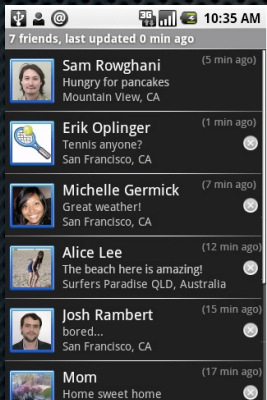 @ 3G 10:35 AM
7 friends, last updated 0 min ago
Sam Rowghani (5 min ago)
Hungry for pancakes
Mountain View, CA
Erik Oplinger (1 min ago)
Tennis anyone?
San Francisco, CA
Michelle Germick (7 min ago)
Great weather!
San Francisco, CA
Alice Lee (12 min ago)
The beach here is amazing!
Surfers Paradise QLD, Australia
Josh Rambert (15 min ago)
bored...
San Francisco, CA
Mom (17 min ago)
Home sweet home